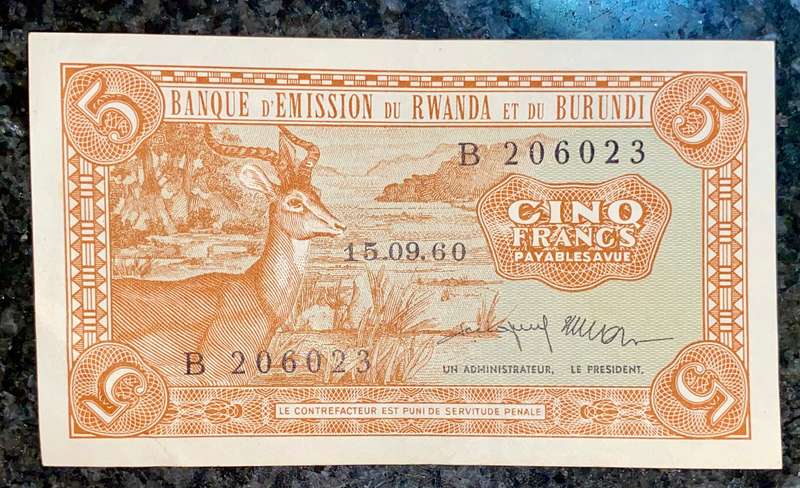 5 5
BANQUE D'EMISSION DU RWANDA ET DU BURUNDI
B 206023
CINQ
FRANCS
PAYABLES A VUE
15.09.60
B 206023
UN ADMINISTRATEUR, LE PRESIDENT.
5 5
LE CONTREFACTEUR EST PUNI DE SERVITUDE PENALE